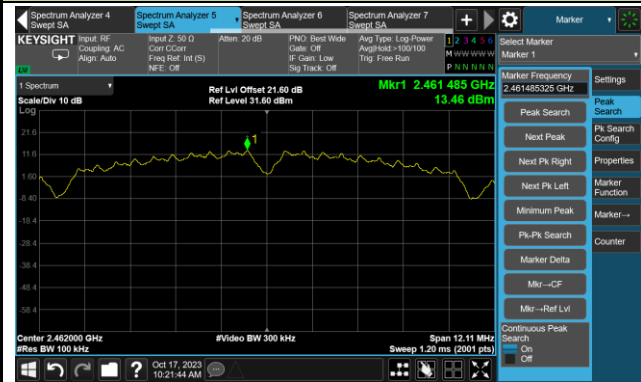 Spectrum Analyzer 4
Swept SA
Spectrum Analyzer 5
Swept SA
Spectrum Analyzer 6
Swept SA
Spectrum Analyzer 7
Swept SA
+
Marker
KEYSIGHT
Input: RF
Coupling: AC
Align: Auto
Input Z: 50 Ω
Corr CCorr
Freq Ref: Int (S)
NFE: Off
Atten: 20 dB
PNO: Best Wide
Gate: Off
IF Gain: Low
Sig Track: Off
Avg Type: Log-Power
Avg|Hold:>100/100
Trig: Free Run
1 2 3 4 5 6
M W W W W W
P N N N N N
LW
Select Marker
Marker 1
1 Spectrum
Scale/Div 10 dB
Log
Ref Lvl Offset 21.60 dB
Ref Level 31.60 dBm
Mkr1 2.461 485 GHz
13.46 dBm
1
21.6
11.6
1.60
-8.40
-18.4
-28.4
-38.4
-48.4
-58.4
Center 2.462000 GHz
#Res BW 100 kHz
#Video BW 300 kHz
Span 12.11 MHz
Sweep 1.20 ms (2001 pts)
Marker Frequency
2.461485325 GHz
Peak Search
Next Peak
Next Pk Right
Next Pk Left
Minimum Peak
Pk-Pk Search
Marker Delta
Mkr→CF
Mkr→Ref Lvl
Continuous Peak
Search
On
Off
Settings
Peak
Search
Pk Search
Config
Properties
Marker
Function
Marker→
Counter
?
Oct 17, 2023
10:21:44 AM